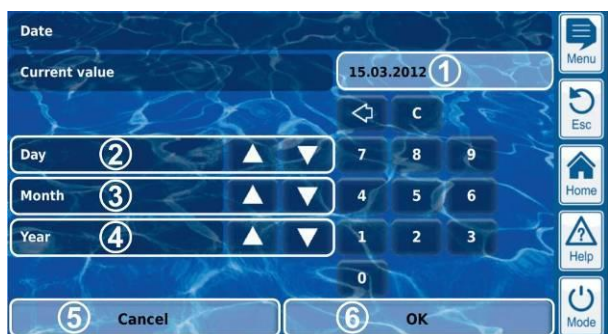 Date
Current value 15.03.2012 1
Menu
C
Esc
Day 2 7 8 9
Month 3 4 5 6
Home
Year 4 1 2 3
?
Help
0
5 Cancel 6 OK
Mode